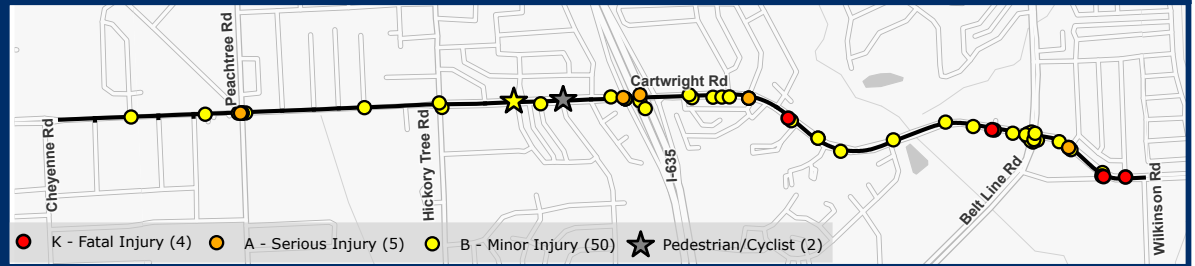 Peachtree Rd
Cartwright Rd
Cheyenne Rd
Hickory Tree Rd
I-635
Belt Line Rd
Wilkinson Rd
K - Fatal Injury (4)
A - Serious Injury (5)
B - Minor Injury (50)
Pedestrian/Cyclist (2)